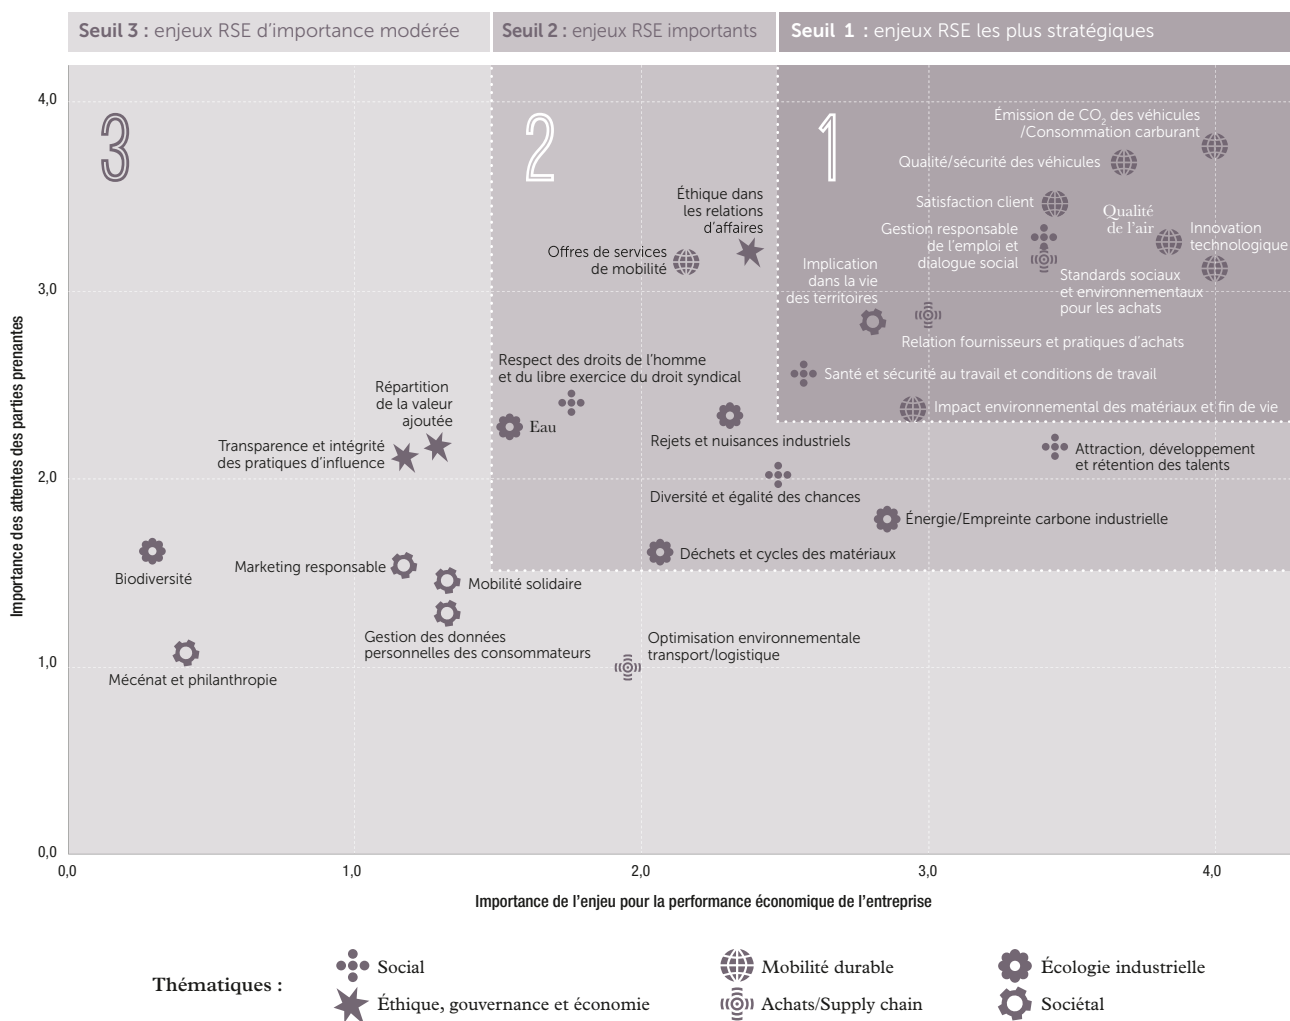 Seuil 3 : enjeux RSE d’importance modérée
Seuil 2 : enjeux RSE importants
Seuil 1 : enjeux RSE les plus stratégiques
Importance des attentes des parties prenantes
4,0
3,0
2,0
1,0
0,0
3
2
1
Émission de CO2 des véhicules
/Consommation carburant
Qualité/sécurité des véhicules
Satisfaction client
Qualité
de l’air
Innovation
technologique
Gestion responsable
de l’emploi et
dialogue social
Standards sociaux
et environnementaux
pour les achats
Éthique dans
les relations
d’affaires
Offres de services
de mobilité
Implication
dans la vie
des territoires
Relation fournisseurs et pratiques d’achats
Santé et sécurité au travail et conditions de travail
Impact environnemental des matériaux et fin de vie
Respect des droits de l’homme
et du libre exercice du droit syndical
Répartition
de la valeur
ajoutée
Transparence et intégrité
des pratiques d’influence
Eau
Rejets et nuisances industriels
Attraction, développement
et rétention des talents
Diversité et égalité des chances
Énergie/Empreinte carbone industrielle
Déchets et cycles des matériaux
Biodiversité
Marketing responsable
Mobilité solidaire
Gestion des données
personnelles des consommateurs
Optimisation environnementale
transport/logistique
Mécénat et philanthropie
0,0
1,0
2,0
3,0
4,0
Importance de l’enjeu pour la performance économique de l’entreprise
Thématiques :
Social
Mobilité durable
Écologie industrielle
Éthique, gouvernance et économie
Achats/Supply chain
Sociétal